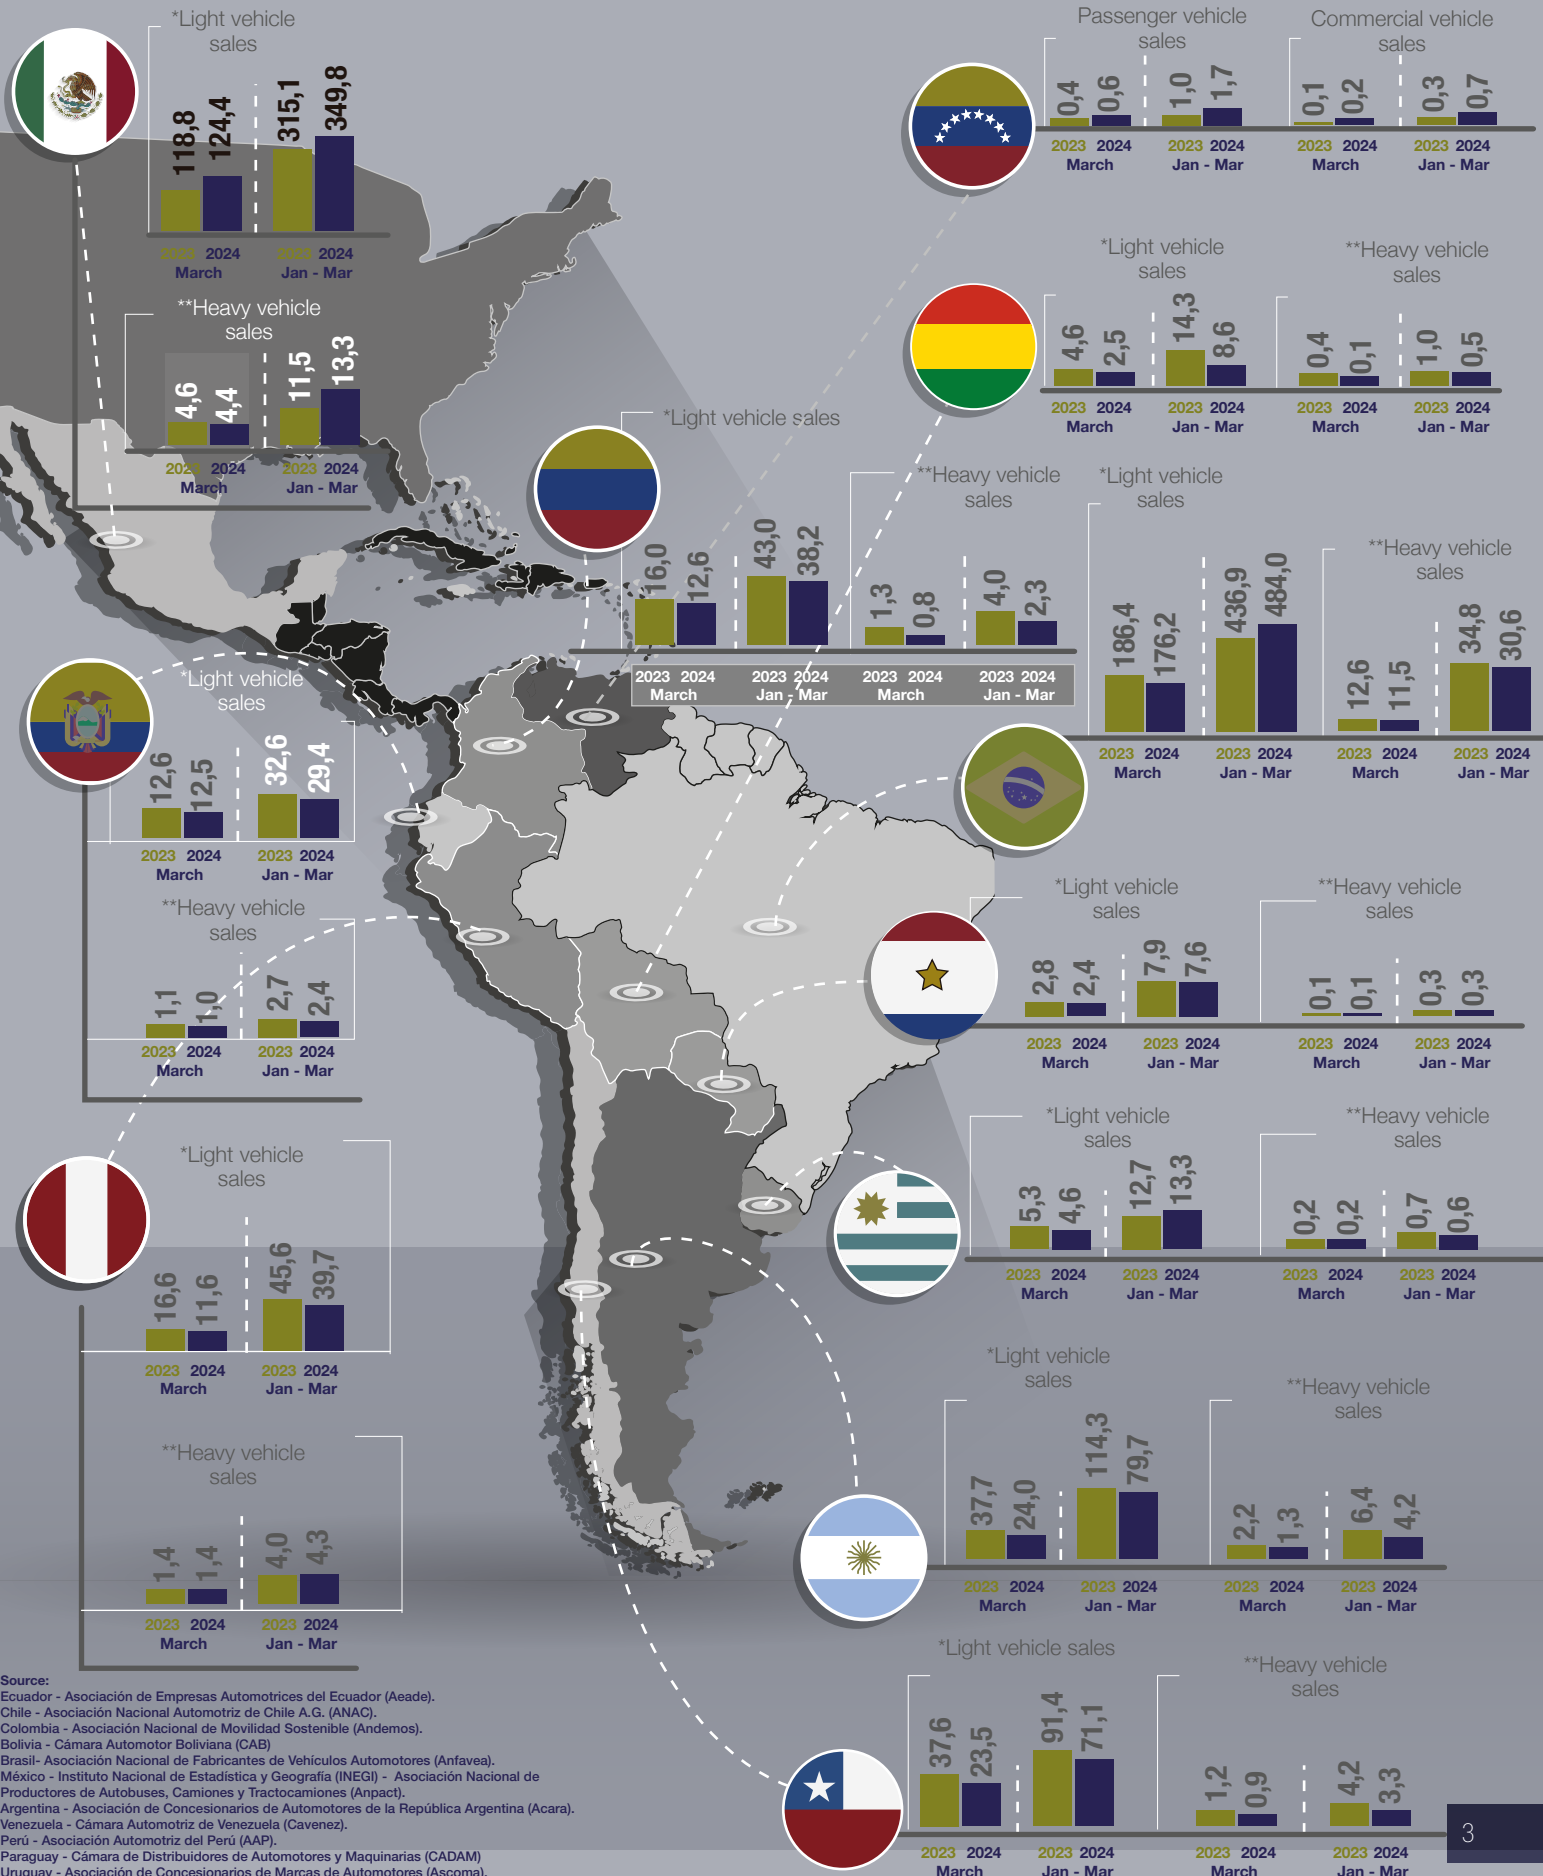 *Light vehicle
sales
118,8
124,4
315,1
349,8
2023 2024
March
2023 2024
Jan - Mar
**Heavy vehicle
sales
4,6
4,4
11,5
13,3
2023 2024
March
2023 2024
Jan - Mar
Passenger vehicle
sales
0,4
0,6
1,0
1,7
2023 2024
March
2023 2024
Jan - Mar
Commercial vehicle
sales
0,1
0,2
0,3
0,7
2023 2024
March
2023 2024
Jan - Mar
*Light vehicle
sales
4,6
2,5
14,3
8,6
2023 2024
March
2023 2024
Jan - Mar
**Heavy vehicle
sales
0,4
0,1
1,0
0,5
2023 2024
March
2023 2024
Jan - Mar
*Light vehicle sales
16,0
12,6
43,0
38,2
2023 2024
March
2023 2024
Jan - Mar
**Heavy vehicle
sales
1,3
0,8
4,0
2,3
2023 2024
March
2023 2024
Jan - Mar
*Light vehicle
sales
186,4
176,2
436,9
484,0
2023 2024
March
2023 2024
Jan - Mar
**Heavy vehicle
sales
12,6
11,5
34,8
30,6
2023 2024
March
2023 2024
Jan - Mar
*Light vehicle
sales
12,6
12,5
32,6
29,4
2023 2024
March
2023 2024
Jan - Mar
**Heavy vehicle
sales
1,1
1,0
2,7
2,4
2023 2024
March
2023 2024
Jan - Mar
*Light vehicle
sales
2,8
2,4
7,9
7,6
2023 2024
March
2023 2024
Jan - Mar
**Heavy vehicle
sales
0,1
0,1
0,3
0,3
2023 2024
March
2023 2024
Jan - Mar
*Light vehicle
sales
5,3
4,6
12,7
13,3
2023 2024
March
2023 2024
Jan - Mar
**Heavy vehicle
sales
0,2
0,2
0,7
0,6
2023 2024
March
2023 2024
Jan - Mar
*Light vehicle
sales
16,6
11,6
45,6
39,7
2023 2024
March
2023 2024
Jan - Mar
**Heavy vehicle
sales
1,4
1,4
4,0
4,3
2023 2024
March
2023 2024
Jan - Mar
*Light vehicle
sales
37,7
24,0
114,3
79,7
2023 2024
March
2023 2024
Jan - Mar
**Heavy vehicle
sales
2,2
1,3
6,4
4,2
2023 2024
March
2023 2024
Jan - Mar
*Light vehicle sales
37,6
23,5
91,4
71,1
2023 2024
March
2023 2024
Jan - Mar
**Heavy vehicle
sales
1,2
0,9
4,2
3,3
2023 2024
March
2023 2024
Jan - Mar
Source:
Ecuador - Asociación de Empresas Automotrices del Ecuador (Aeade).
Chile - Asociación Nacional Automotriz de Chile A.G. (ANAC).
Colombia - Asociación Nacional de Movilidad Sostenible (Andemos).
Bolivia - Cámara Automotor Boliviana (CAB)
Brasil- Asociación Nacional de Fabricantes de Vehículos Automotores (Anfavea).
México - Instituto Nacional de Estadística y Geografía (INEGI) - Asociación Nacional de
Productores de Autobuses, Camiones y Tractocamiones (Anpact).
Argentina - Asociación de Concesionarios de Automotores de la República Argentina (Acara).
Venezuela - Cámara Automotriz de Venezuela (Cavenez).
Perú - Asociación Automotriz del Perú (AAP).
Paraguay - Cámara de Distribuidores de Automotores y Maquinarias (CADAM)
Uruguay - Asociación de Concesionarios de Marcas de Automotores (Ascoma).
3